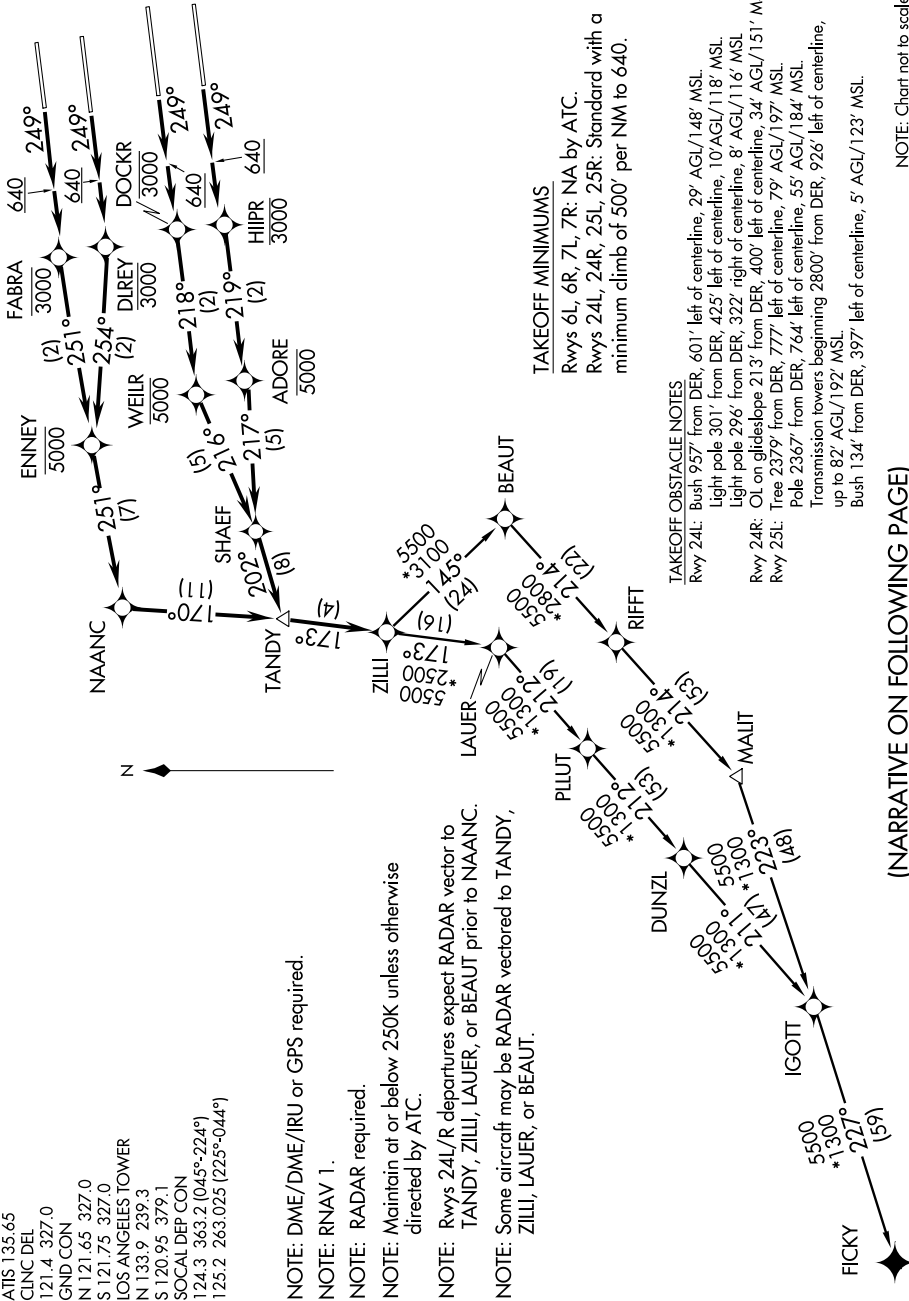 ATIS 135.65
CLNC DEL
121.4 327.0
GND CON
N 121.65 327.0
S 121.75 327.0
LOS ANGELES TOWER
N 133.9 239.3
S 120.95 379.1
SOCAL DEP CON
124.3 363.2 (045°-224°)
125.2 263.025 (225°-044°)
NOTE: DME/DME/IRU or GPS required.
NOTE: RNAV 1.
NOTE: RADAR required.
NOTE: Maintain at or below 250K unless otherwise
directed by ATC.
NOTE: Rwys 24L/R departures expect RADAR vector to
TANDY, ZILLI, LAUER, or BEAUT prior to NAANC.
NOTE: Some aircraft may be RADAR vectored to TANDY,
ZILLI, LAUER, or BEAUT.
N
FABRA
3000
640
249°
640
249°
DLREY
3000
DOCKR
3000
640
249°
640
249°
HIIPR
3000
(2)
251°
254°
(2)
ENNEY
5000
218°
(2)
219°
(2)
WEILR
5000
ADORE
5000
251°
(7)
(5)
216°
217°
(5)
NAANC
SHAEF
202°
(8)
(11)
170°
TANDY
(4)
173°
ZILLI
5500
*3100
145°
(24)
BEAUT
(16)
173°
*2500
5500
LAUER
5500
*2800
214°
(22)
RIFFT
5500
*1300
212°
(19)
PLLUT
5500
*1300
214°
(53)
MALIT
5500
*1300
212°
(53)
DUNZL
5500
*1300
223°
(48)
5500
*1300
211°
(47)
IGOTT
5500
*1300
227°
(59)
FICKY
TAKEOFF MINIMUMS
Rwys 6L, 6R, 7L, 7R: NA by ATC.
Rwys 24L, 24R, 25L, 25R: Standard with a
minimum climb of 500' per NM to 640.
TAKEOFF OBSTACLE NOTES
Rwy 24L: Bush 957' from DER, 601' left of centerline, 29' AGL/148' MSL.
Light pole 301' from DER, 425' left of centerline, 10'AGL/118' MSL.
Light pole 296' from DER, 322' right of centerline, 8' AGL/116' MSL
Rwy 24R: OL on glideslope 213' from DER, 400' left of centerline, 34' AGL/151' M
Rwy 25L: Tree 2379' from DER, 777' left of centerline, 79' AGL/197' MSL.
Pole 2367' from DER, 764' left of centerline, 55' AGL/184' MSL.
Transmission towers beginning 2800' from DER, 926' left of centerline,
up to 82' AGL/192' MSL.
Bush 134' from DER, 397' left of centerline, 5' AGL/123' MSL.
(NARRATIVE ON FOLLOWING PAGE)
NOTE: Chart not to scale